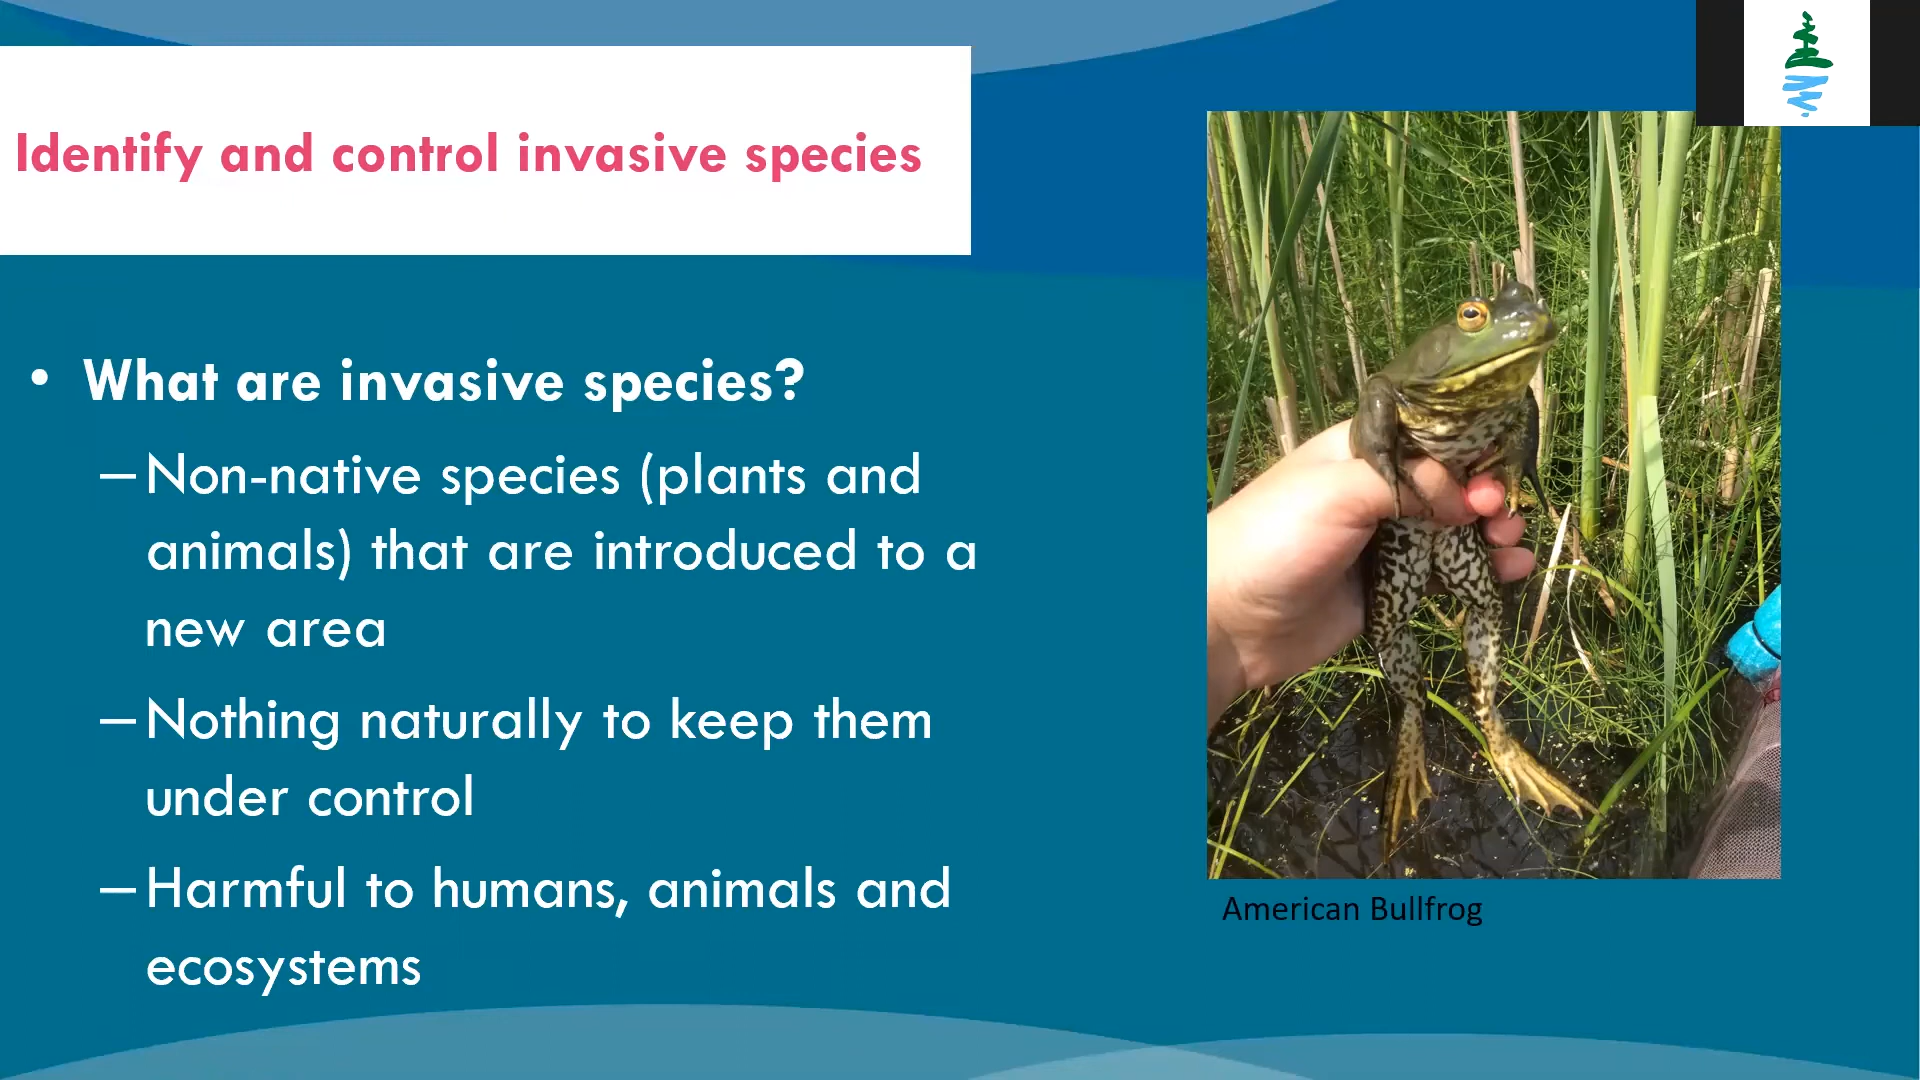 Identify and control invasive species
• What are invasive species?
– Non-native species (plants and
animals) that are introduced to a
new area
– Nothing naturally to keep them
under control
– Harmful to humans, animals and
ecosystems
American Bullfrog